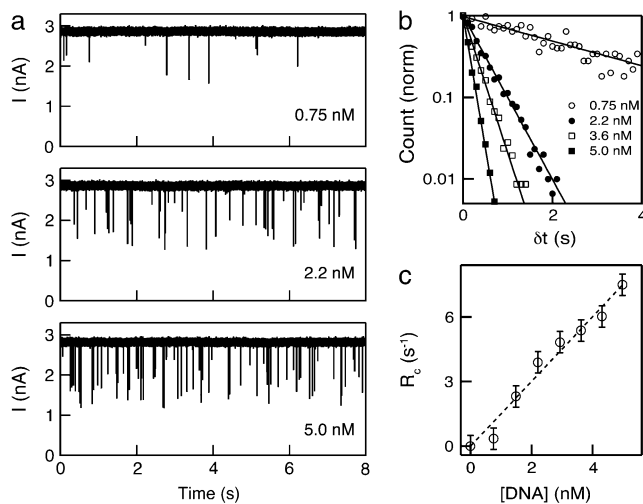 a
I (nA)
3
2
1
0
0.75 nM
I (nA)
3
2
1
0
2.2 nM
I (nA)
3
2
1
0
5.0 nM
0 2 4 6 8
Time (s)
b
Count (norm)
1
0.1
0.01
0.75 nM
2.2 nM
3.6 nM
5.0 nM
0 2 4
δt (s)
c
Rc (s⁻¹)
6
3
0
0 2 4
[DNA] (nM)